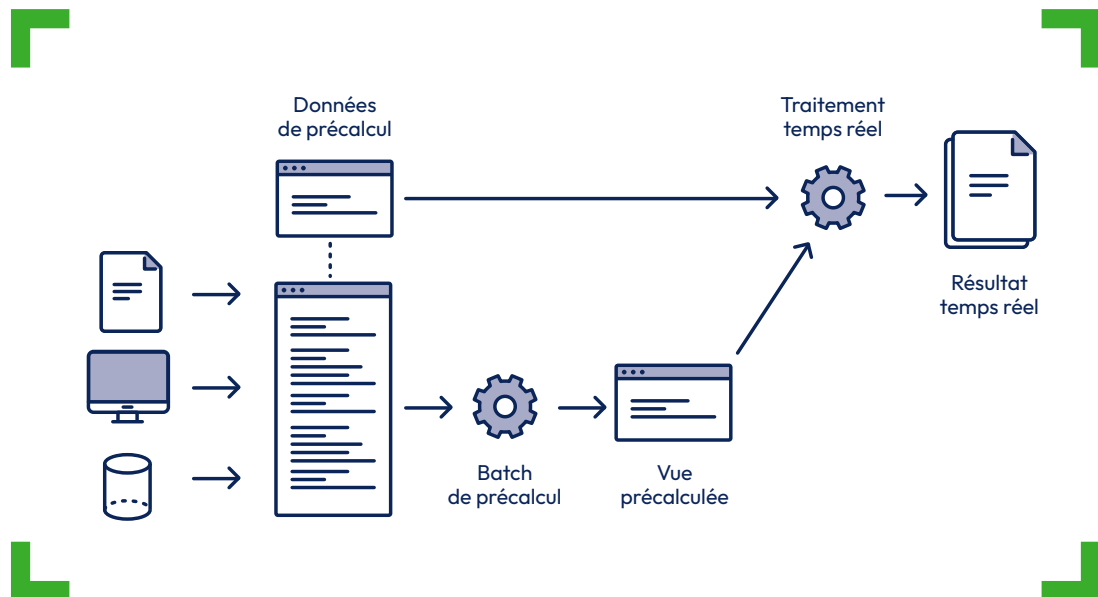 Données
de précalcul
Traitement
temps réel
Résultat
temps réel
Batch
de précalcul
Vue
précalculée